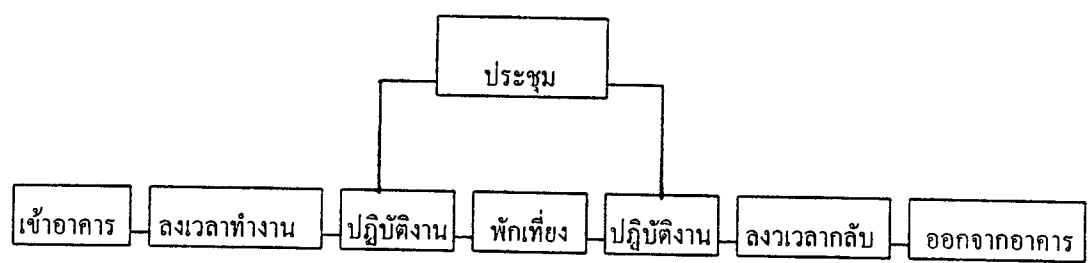 ประชุม
เข้าอาคาร ลงเวลาทำงาน ปฏิบัติงาน พักเที่ยง ปฏิบัติงาน ลงวเวลากลับ ออกจากอาคาร